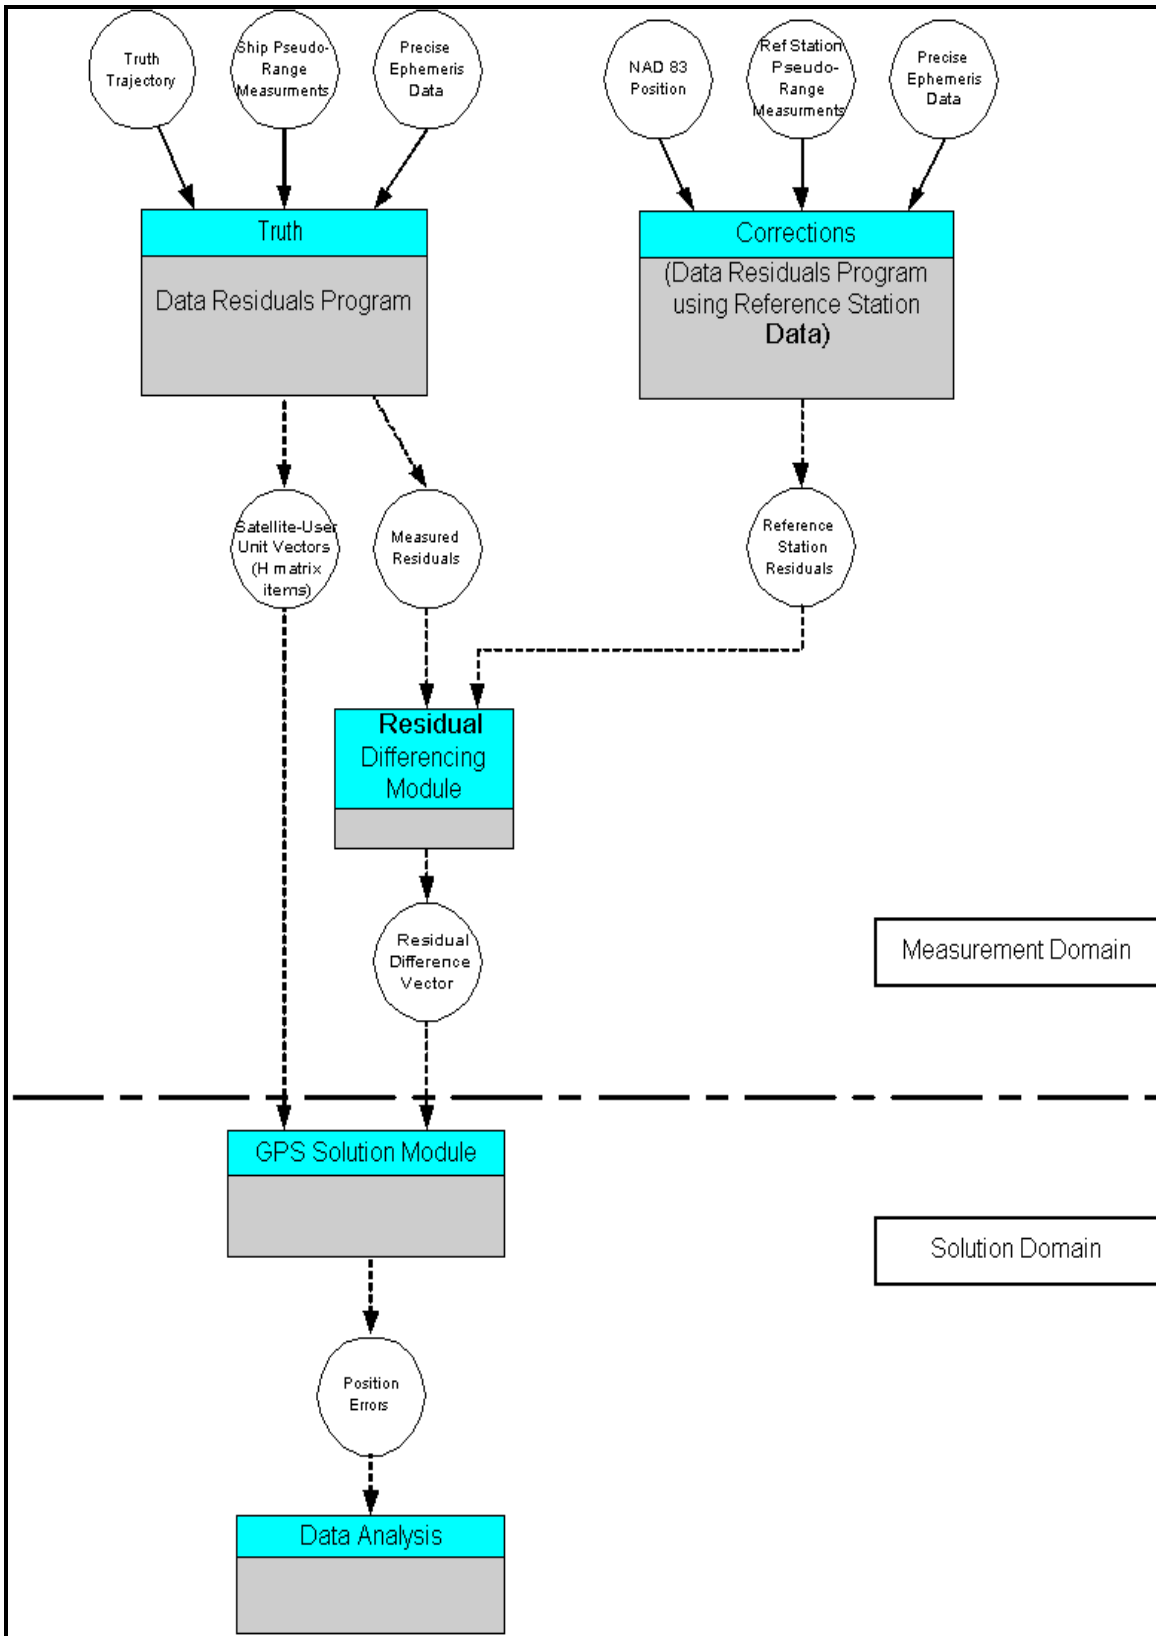 Truth
Trajectory
Ship Pseudo-
Range
Measurments
Precise
Ephemeris
Data
NAD 83
Position
Ref Station
Pseudo-
Range
Measurments
Precise
Ephemeris
Data
Truth
Data Residuals Program
Corrections
(Data Residuals Program
using Reference Station
Data)
Satellite-User
Unit Vectors
(H matrix
items)
Measured
Residuals
Reference
Station
Residuals
Residual
Differencing
Module
Residual
Difference
Vector
Measurement Domain
GPS Solution Module
Solution Domain
Position
Errors
Data Analysis